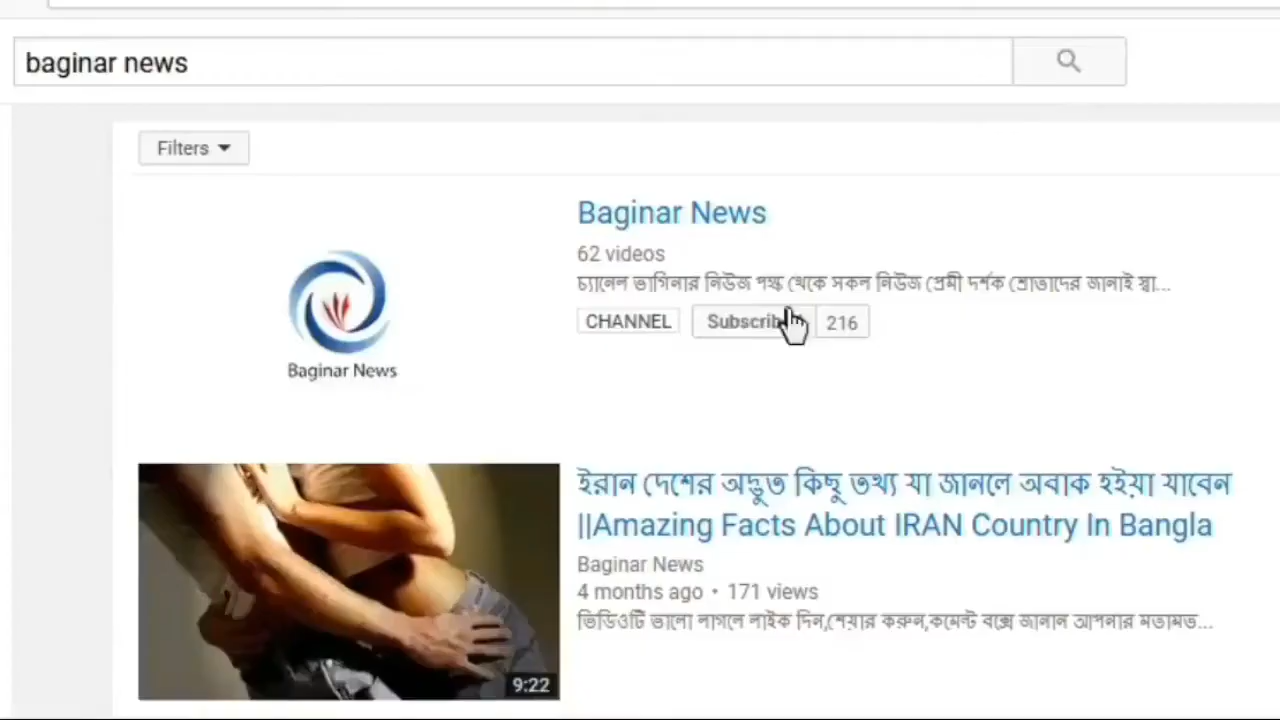 baginar news
Filters
Baginar News
62 videos
চ্যানেল ভাগিনার নিউজ পক্ষ থেকে সকল নিউজ প্রেমী দর্শক শ্রোতাদের জানাই স্বা...
CHANNEL Subscrib 216
Baginar News
ইরান দেশের অদ্ভুত কিছু তথ্য যা জানলে অবাক হইয়া যাবেন
||Amazing Facts About IRAN Country In Bangla
Baginar News
4 months ago • 171 views
ভিডিওটি ভালো লাগলে লাইক দিন,শেয়ার করুন,কমেন্ট বক্সে জানান আপনার মতামত...
9:22